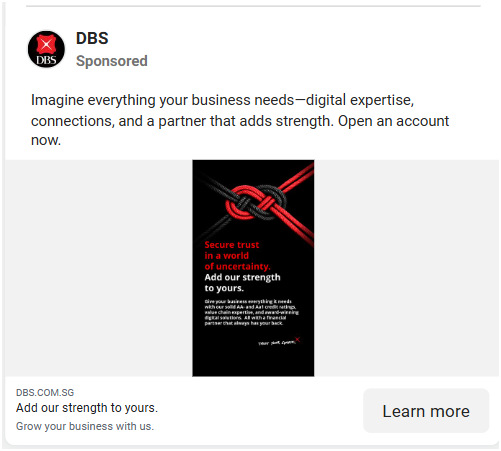 DBS
DBS
Sponsored
Imagine everything your business needs—digital expertise,
connections, and a partner that adds strength. Open an account
now.
Secure trust
in a world
of uncertainty.
Add our strength
to yours.
Give your business everything it needs
with our solid AA- and Aa1 credit ratings,
value chain expertise, and award-winning
digital solutions. All with a financial
partner that always has your back.
Trust your spark.
DBS.COM.SG
Add our strength to yours.
Grow your business with us.
Learn more